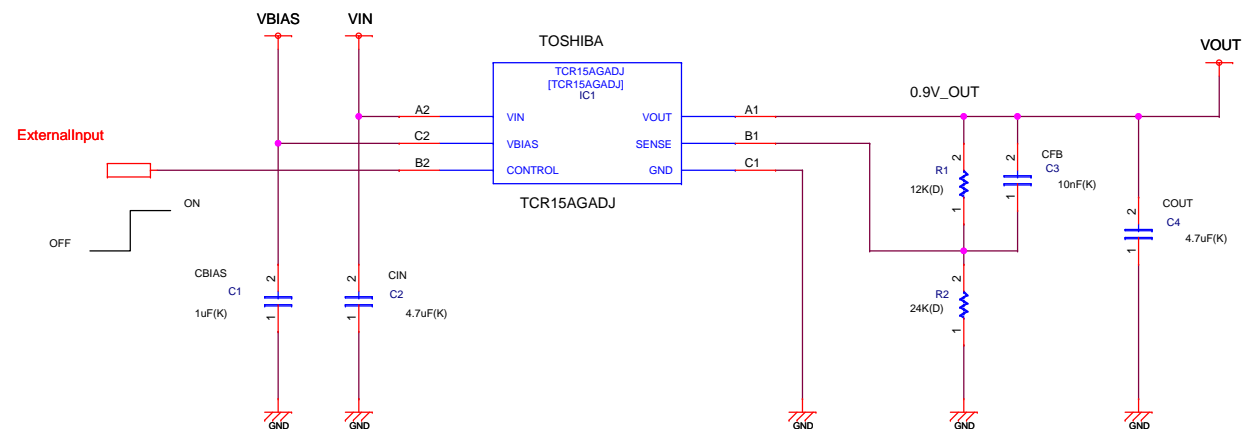 VBIAS
VIN
TOSHIBA
VOUT
TCR15AGADJ
[TCR15AGADJ]
IC1
0.9V_OUT
A2
VIN
VOUT
A1
ExternalInput
C2
VBIAS
SENSE
B1
B2
CONTROL
GND
C1
2
R1
12K(D)
1
2
CFB
C3
10nF(K)
1
TCR15AGADJ
ON
OFF
2
COUT
C4
4.7uF(K)
1
CBIAS
C1
1uF(K)
2
1
CIN
C2
4.7uF(K)
2
1
2
R2
24K(D)
1
GND
GND
GND
GND
GND